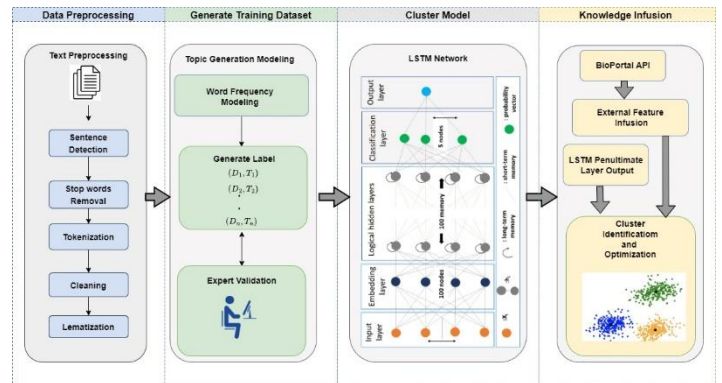 Data Preprocessing
Generate Training Dataset
Cluster Model
Knowledge Infusion
Text Preprocessing
Sentence
Detection
Stop words
Removal
Tokenization
Cleaning
Lematization
Topic Generation Modeling
Word Frequency
Modeling
Generate Label
(D₁, T₁)
(D₂, T₂)
.
.
(Dₙ, Tₙ)
Expert Validation
LSTM Network
Output
layer
Classification
layer
Logical hidden layers
Embedding
layer
Input
layer
5 nodes
100 memory
100 nodes
: probability
vector
: short-term
memory
: long-term
memory
BioPortal API
External Feature
Infusion
LSTM Penultimate
Layer Output
Cluster
Identification and
Optimization